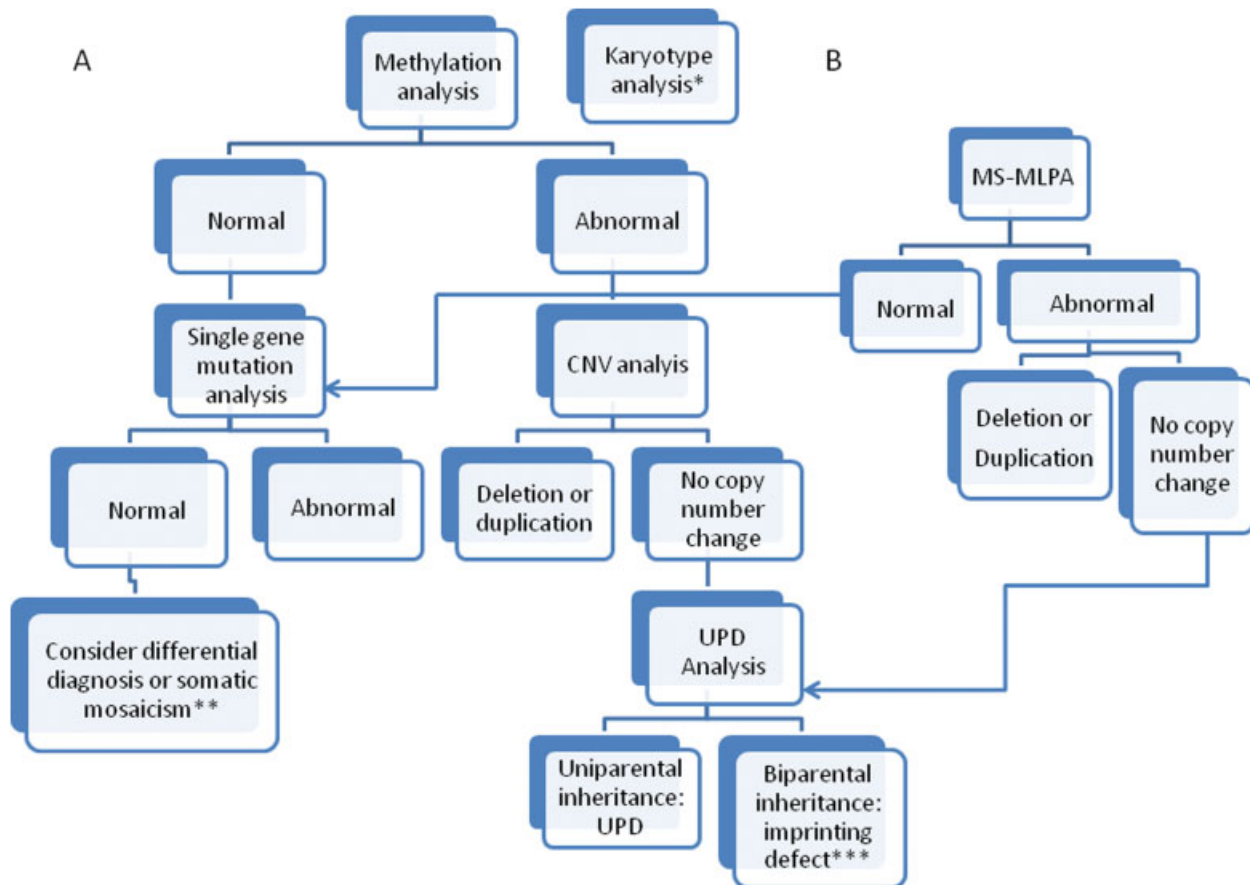 A
Methylation
analysis
Karyotype
analysis*
B
MS-MLPA
Normal
Abnormal
Normal
Abnormal
Single gene
mutation
analysis
CNV analyis
Deletion or
Duplication
No copy
number
change
Normal
Abnormal
Deletion or
duplication
No copy
number
change
Consider differential
diagnosis or somatic
mosaicism**
UPD
Analysis
Uniparental
inheritance:
UPD
Biparental
inheritance:
imprinting
defect***